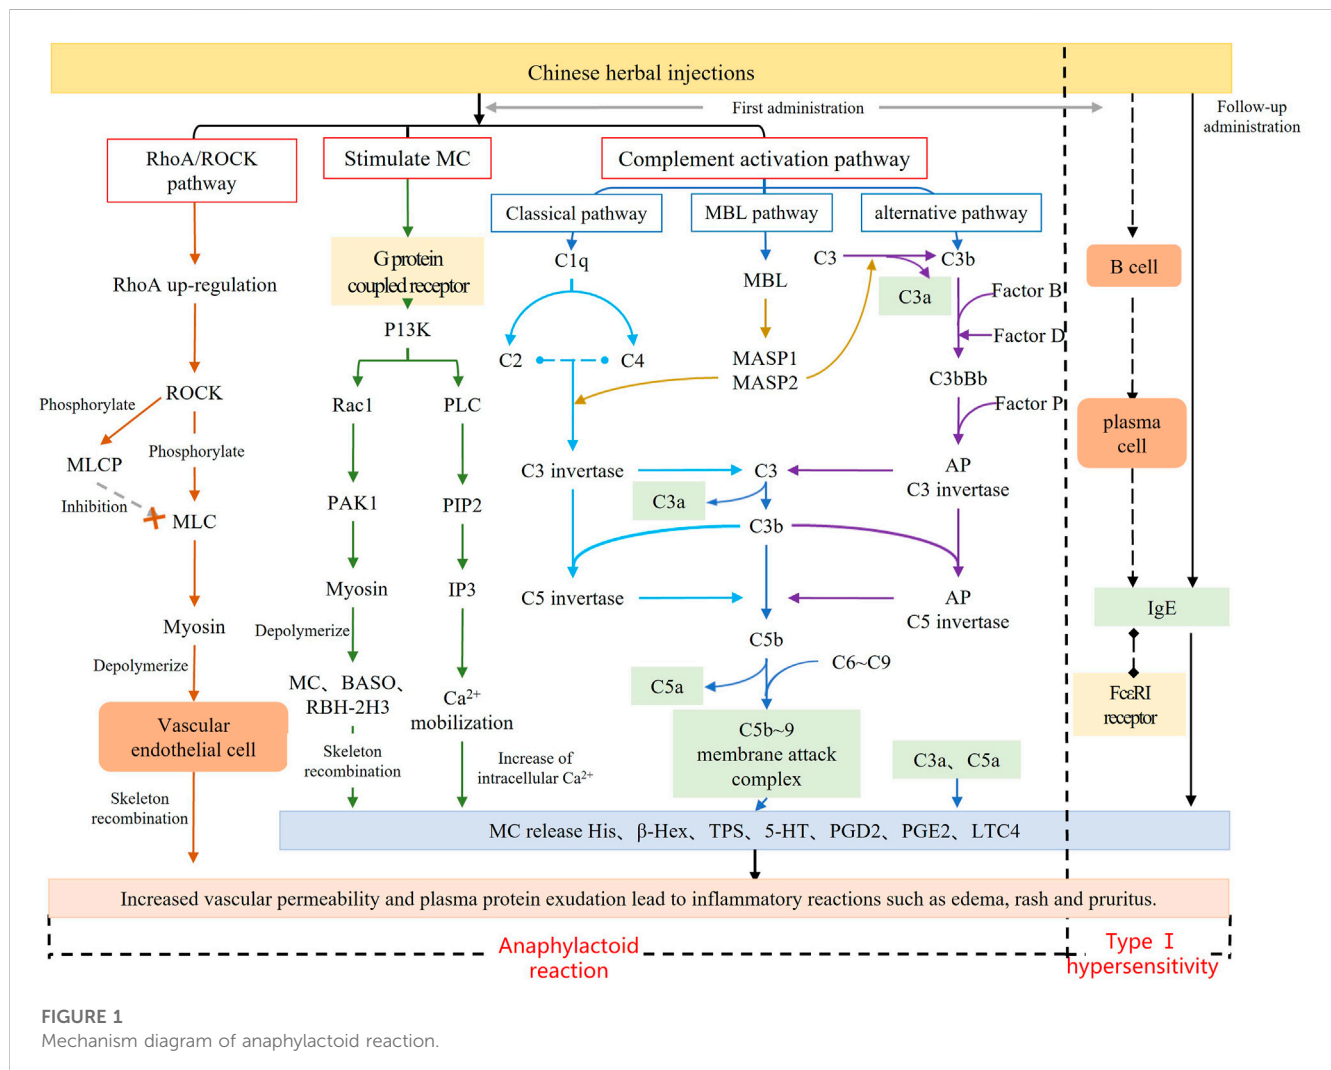 Chinese herbal injections
First administration
Follow-up
administration
RhoA/ROCK
pathway
Stimulate MC
Complement activation pathway
Classical pathway
MBL pathway
alternative pathway
G protein
coupled receptor
C1q
MBL
C3
C3b
C3a
Factor B
Factor D
B cell
RhoA up-regulation
P13K
C2
C4
MASP1
MASP2
C3bBb
Factor P
ROCK
Phosphorylate
Phosphorylate
MLCP
Inhibition
MLC
Rac1
PLC
PAK1
PIP2
C3 invertase
C3
C3a
C3b
AP
C3 invertase
plasma
cell
Myosin
Depolymerize
Myosin
Depolymerize
IP3
C5 invertase
C5b
AP
C5 invertase
IgE
MC、BASO、
RBH-2H3
Ca²⁺
mobilization
C5a
C6~C9
FcεRI
receptor
Vascular
endothelial cell
Skeleton
recombination
Skeleton
recombination
Increase of
intracellular Ca²⁺
C5b~9
membrane attack
complex
C3a、C5a
MC release His、β-Hex、TPS、5-HT、PGD2、PGE2、LTC4
Increased vascular permeability and plasma protein exudation lead to inflammatory reactions such as edema, rash and pruritus.
Anaphylactoid
reaction
Type I
hypersensitivity
FIGURE 1
Mechanism diagram of anaphylactoid reaction.